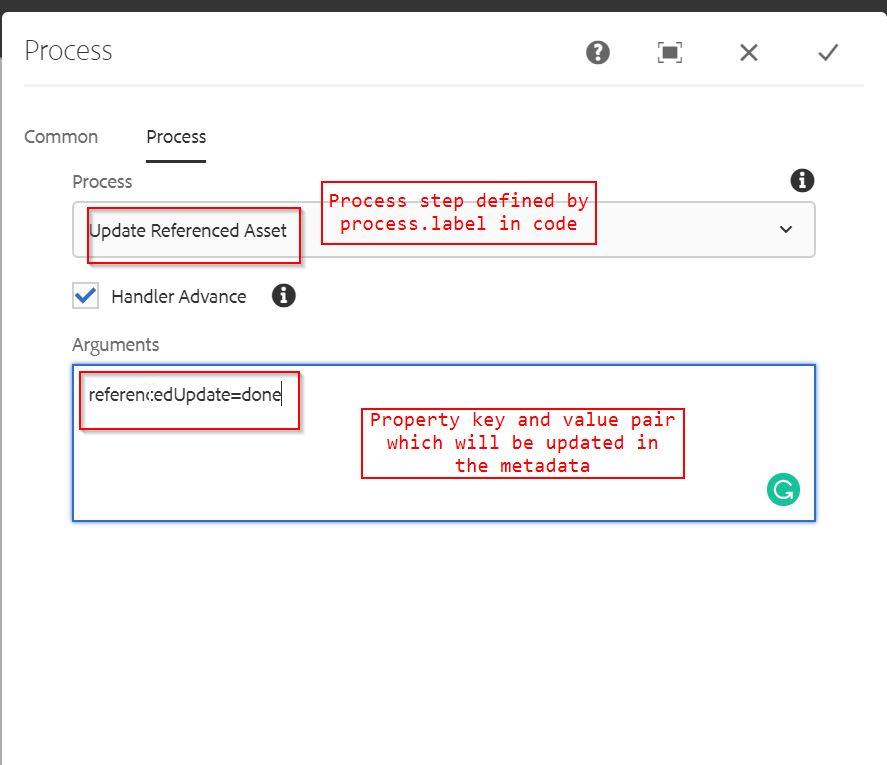 Process
Common
Process
Process
Process step defined by
process.label in code
Update Referenced Asset
Handler Advance
Arguments
referencedUpdate=done
Property key and value pair
which will be updated in
the metadata